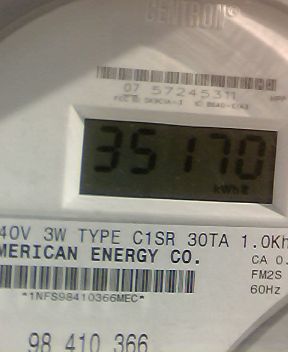 CENTRON®
07 57245311
35170
kWh
40V 3W TYPE C1SR 30TA 1.0Kh
MERICAN ENERGY CO.
CA 0.
FM2S
*1NFS98410366MEC*
60Hz
98 410 366